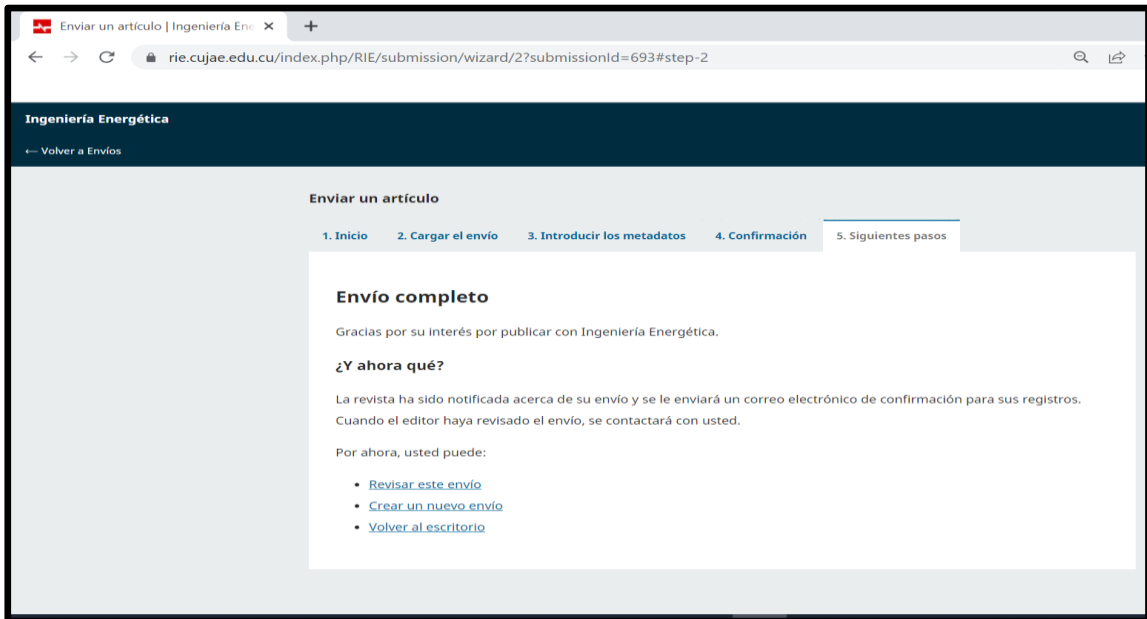 Enviar un artículo | Ingeniería Ene
rie.cujae.edu.cu/index.php/RIE/submission/wizard/2?submissionId=693#step-2
Ingeniería Energética
← Volver a Envíos
Enviar un artículo
1. Inicio 2. Cargar el envío 3. Introducir los metadatos 4. Confirmación 5. Siguientes pasos
Envío completo
Gracias por su interés por publicar con Ingeniería Energética.
¿Y ahora qué?
La revista ha sido notificada acerca de su envío y se le enviará un correo electrónico de confirmación para sus registros.
Cuando el editor haya revisado el envío, se contactará con usted.
Por ahora, usted puede:
• Revisar este envío
• Crear un nuevo envío
• Volver al escritorio